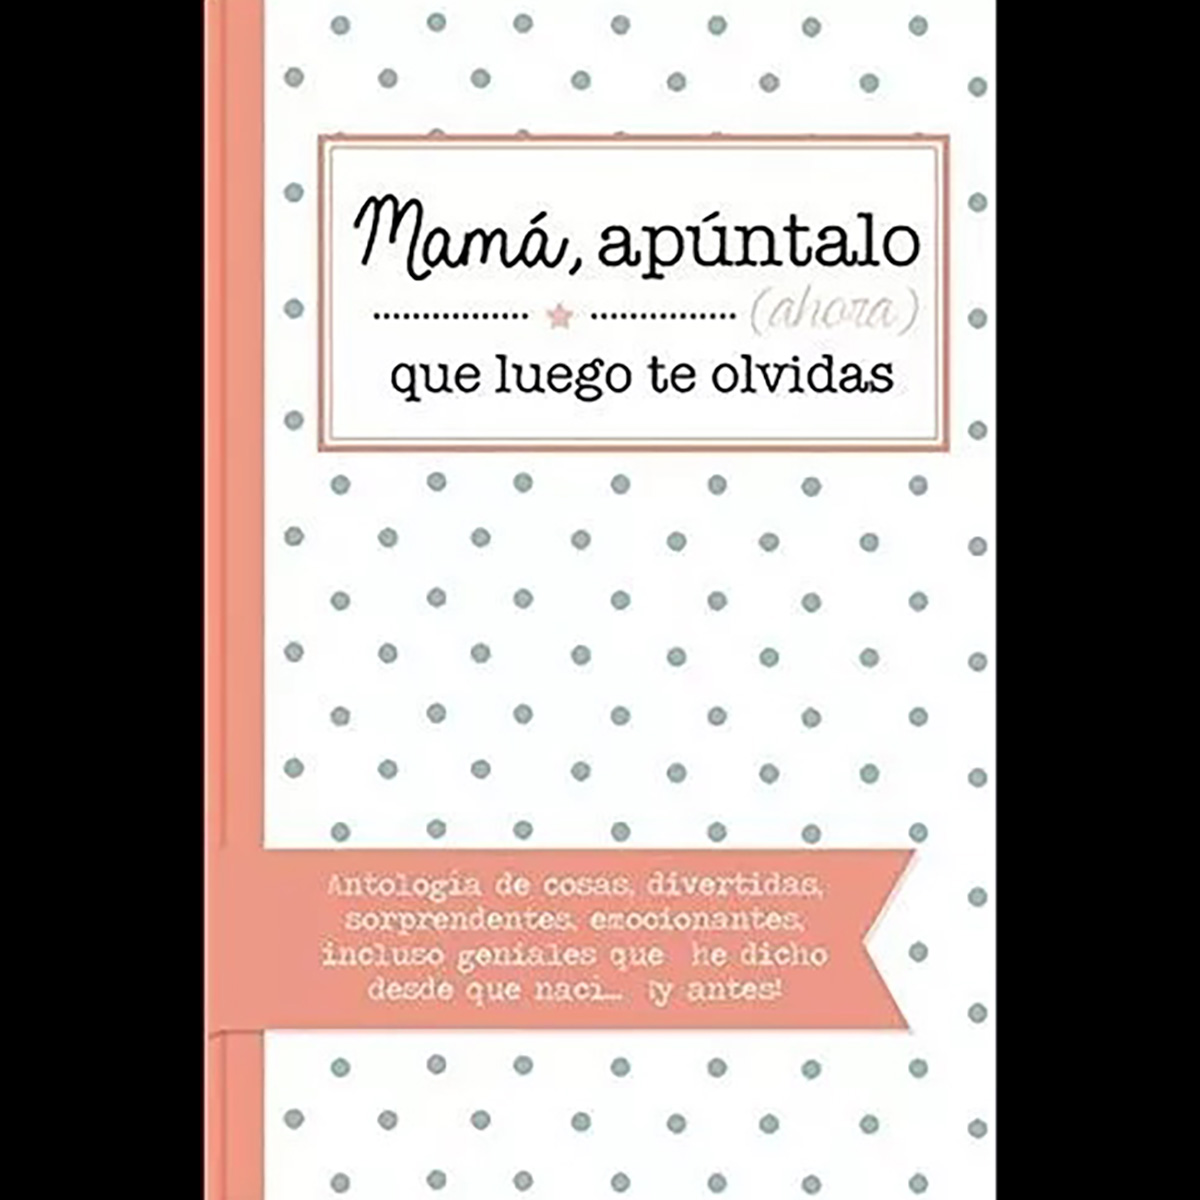 Mamá, apúntalo
(ahora)
que luego te olvidas
Antología de cosas, divertidas,
sorprendentes, emocionantes,
incluso geniales que he dicho
desde que naci... ¡y antes!